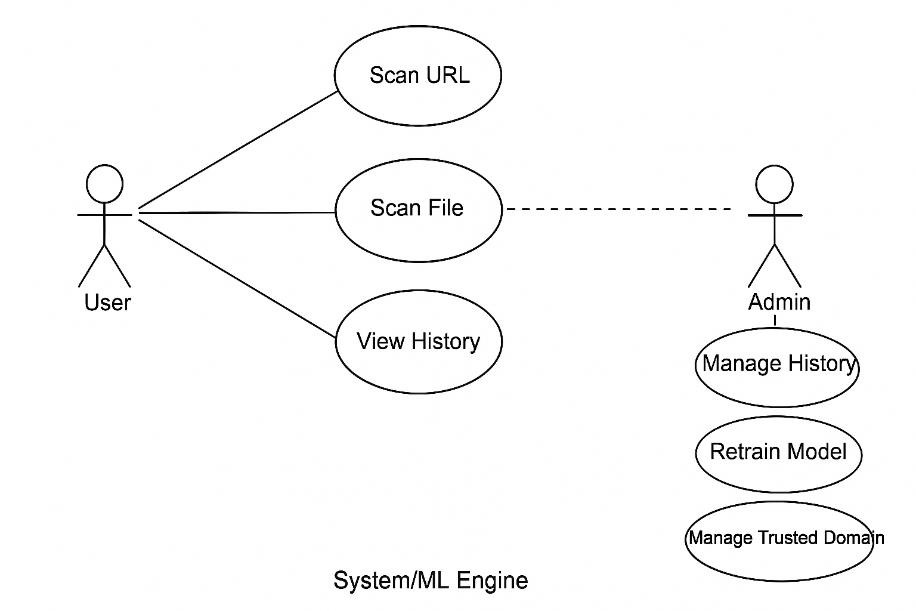 Scan URL
Scan File
View History
User
Admin
Manage History
Retrain Model
Manage Trusted Domain
System/ML Engine